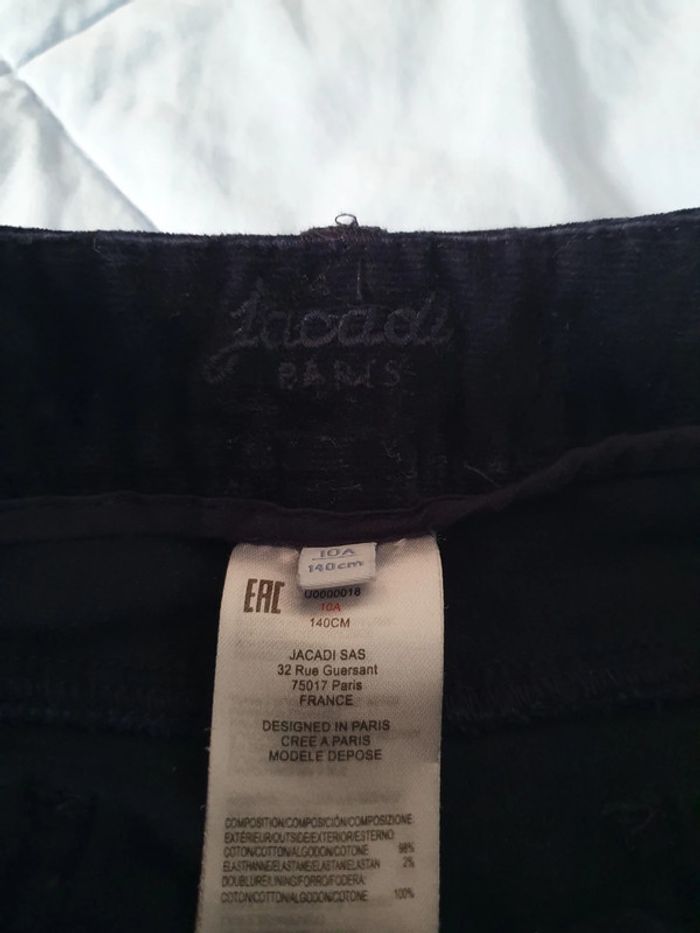 Jacadi
PARIS
10A
140cm
EAC
00600018
10A
140CM
JACADI SAS
32 Rue Guersant
75017 Paris
FRANCE
DESIGNED IN PARIS
CREE A PARIS
MODELE DEPOSE
COMPOSITION/COMPOSICIÓN/COMPOSIZIONE
EXTÉRIEUR/OUTSIDE/EXTERIOR/ESTERNO:
COTON/COTTON/ALGODON/COTONE 98%
ELASTHANNE/ELASTANE/ELASTAN/ELASTAN 2%
DOUBLURE/LINING/FORRO/FODERA:
COTON/COTTON/ALGODON/COTONE 100%